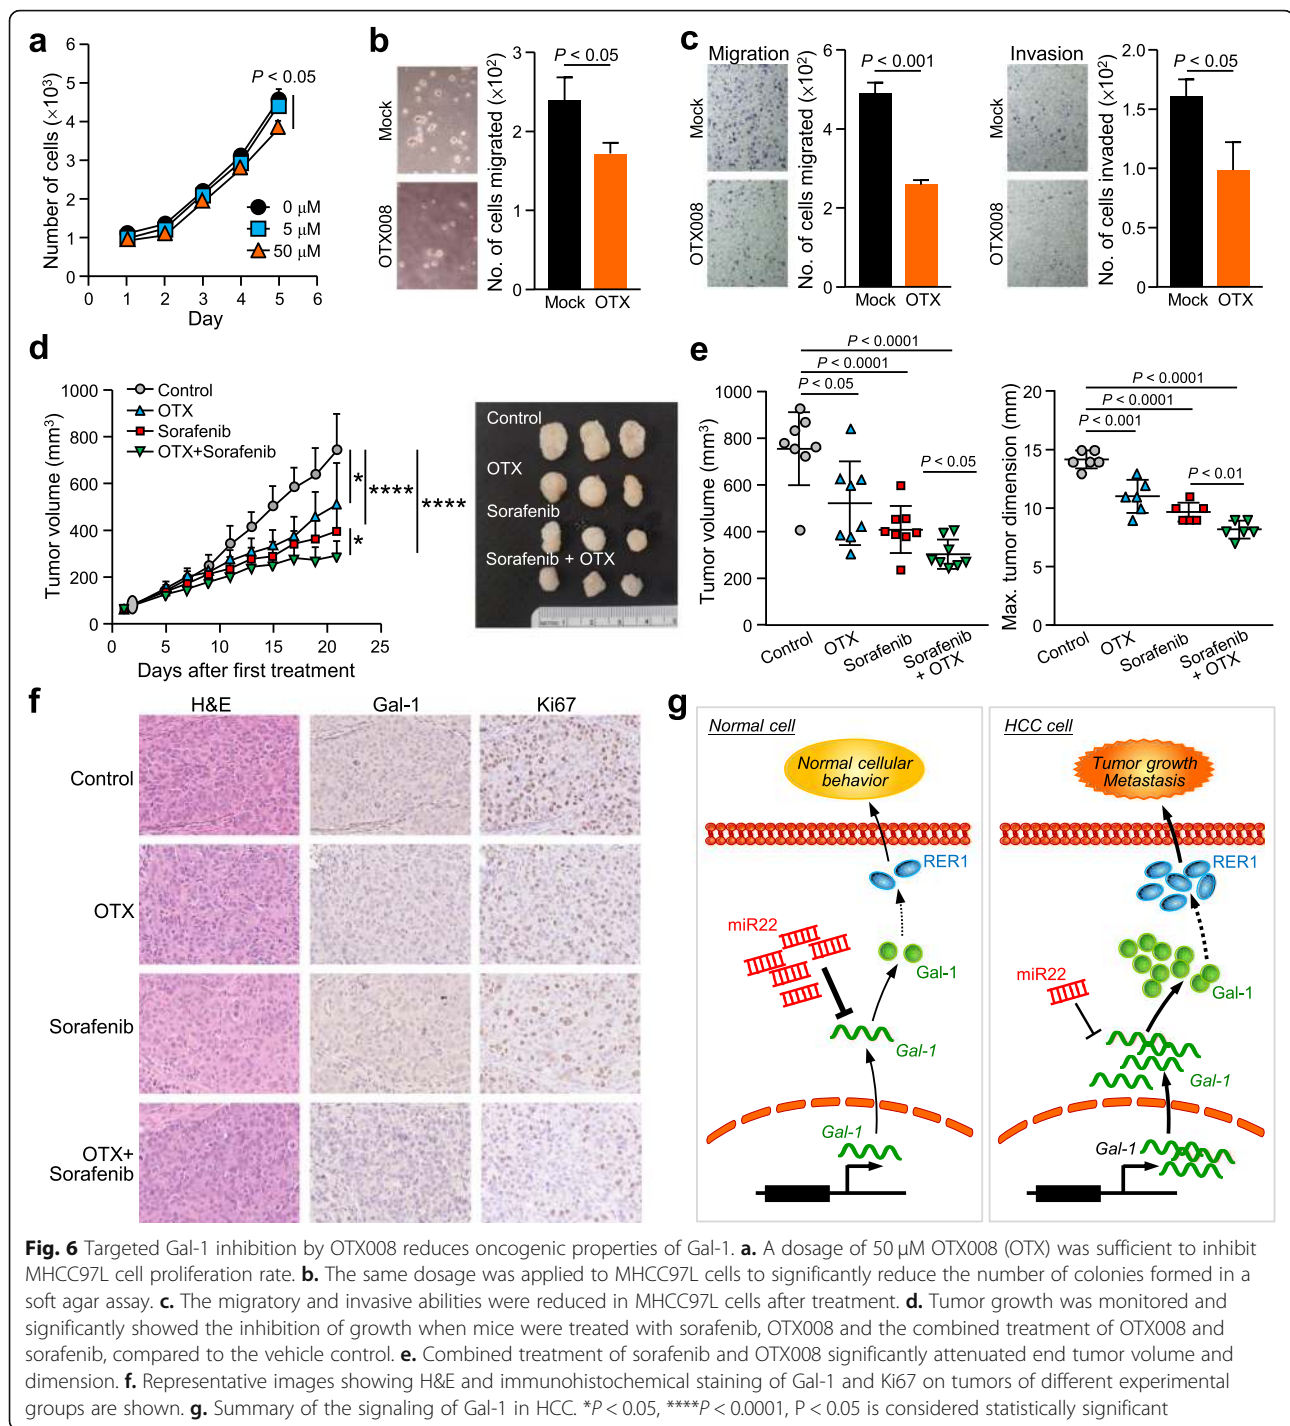 a
Number of cells (×10³)
6
5
4
3
2
1
0
0 1 2 3 4 5 6
Day
P < 0.05
0 μM
5 μM
50 μM
b
Mock
OTX008
No. of cells migrated (×10²)
3
2
1
0
P < 0.05
Mock OTX
c
Migration
Mock
OTX008
No. of cells migrated (×10²)
6
4
2
0
P < 0.001
Mock OTX
Invasion
No. of cells invaded (×10²)
2.0
1.5
1.0
0.5
0
P < 0.05
Mock OTX
d
Tumor volume (mm³)
1000
800
600
400
200
0
0 5 10 15 20 25
Days after first treatment
Control
OTX
Sorafenib
OTX+Sorafenib
*
*
****
****
Control
OTX
Sorafenib
Sorafenib + OTX
1 2 3 4 5
e
Tumor volume (mm³)
1000
800
600
400
200
0
P < 0.0001
P < 0.0001
P < 0.05
P < 0.05
Control
OTX
Sorafenib
Sorafenib
+ OTX
Max. tumor dimension (mm)
20
15
10
5
0
P < 0.0001
P < 0.0001
P < 0.001
P < 0.01
Control
OTX
Sorafenib
Sorafenib
+ OTX
f
H&E Gal-1 Ki67
Control
OTX
Sorafenib
OTX+
Sorafenib
g
Normal cell
Normal cellular
behavior
RER1
miR22
Gal-1
Gal-1
Gal-1
HCC cell
Tumor growth
Metastasis
RER1
miR22
Gal-1
Gal-1
Gal-1
Fig. 6 Targeted Gal-1 inhibition by OTX008 reduces oncogenic properties of Gal-1. a. A dosage of 50 μM OTX008 (OTX) was sufficient to inhibit
MHCC97L cell proliferation rate. b. The same dosage was applied to MHCC97L cells to significantly reduce the number of colonies formed in a
soft agar assay. c. The migratory and invasive abilities were reduced in MHCC97L cells after treatment. d. Tumor growth was monitored and
significantly showed the inhibition of growth when mice were treated with sorafenib, OTX008 and the combined treatment of OTX008 and
sorafenib, compared to the vehicle control. e. Combined treatment of sorafenib and OTX008 significantly attenuated end tumor volume and
dimension. f. Representative images showing H&E and immunohistochemical staining of Gal-1 and Ki67 on tumors of different experimental
groups are shown. g. Summary of the signaling of Gal-1 in HCC. *P < 0.05, ****P < 0.0001, P < 0.05 is considered statistically significant